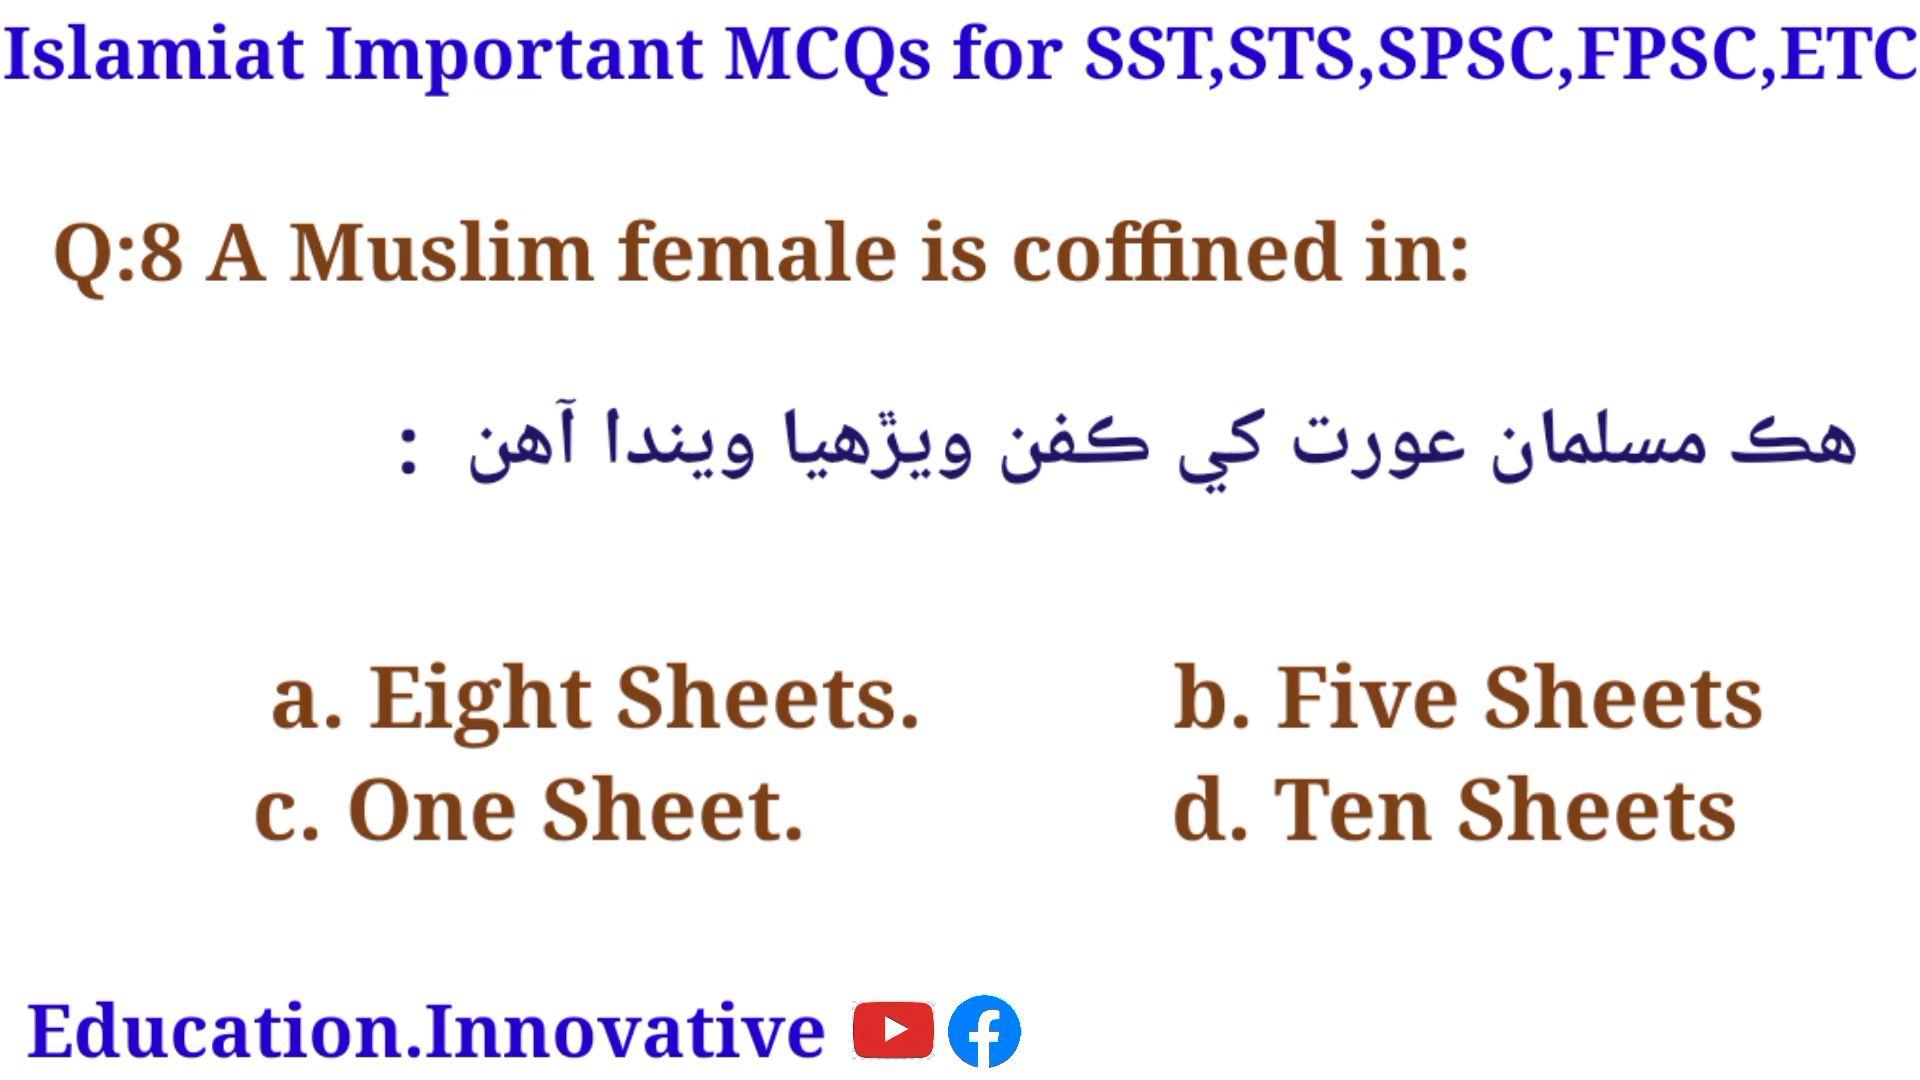 Islamiat Important MCQs for SST,STS,SPSC,FPSC,ETC
Q:8 A Muslim female is coffined in:
هڪ مسلمان عورت کي ڪفن ويڙهيا ويندا آهن :
a. Eight Sheets. b. Five Sheets
c. One Sheet. d. Ten Sheets
Education.Innovative